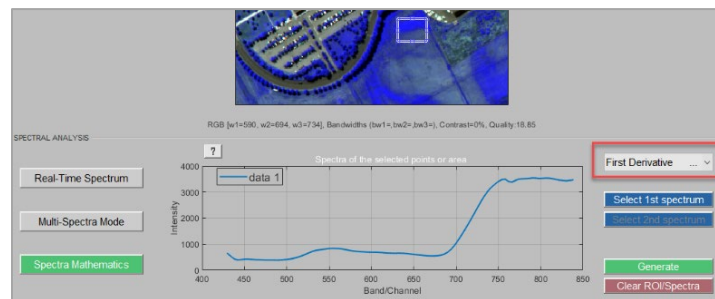 RGB [w1=590, w2=694, w3=734], Bandwidths (bw1=,bw2=,bw3=), Contrast=0%, Quality:18.85
SPECTRAL ANALYSIS
Real-Time Spectrum
Multi-Spectra Mode
Spectra Mathematics
?
Spectra of the selected points or area
data 1
Intensity
4000
3000
2000
1000
0
400 450 500 550 600 650 700 750 800 850
Band/Channel
First Derivative ...
Select 1st spectrum
Select 2nd spectrum
Generate
Clear ROI/Spectra